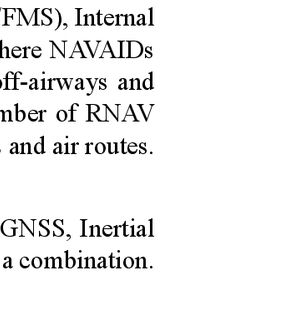 FMS), Internal
here NAVAIDs
off-airways and
mber of RNAV
and air routes.
GNSS, Inertial
a combination.